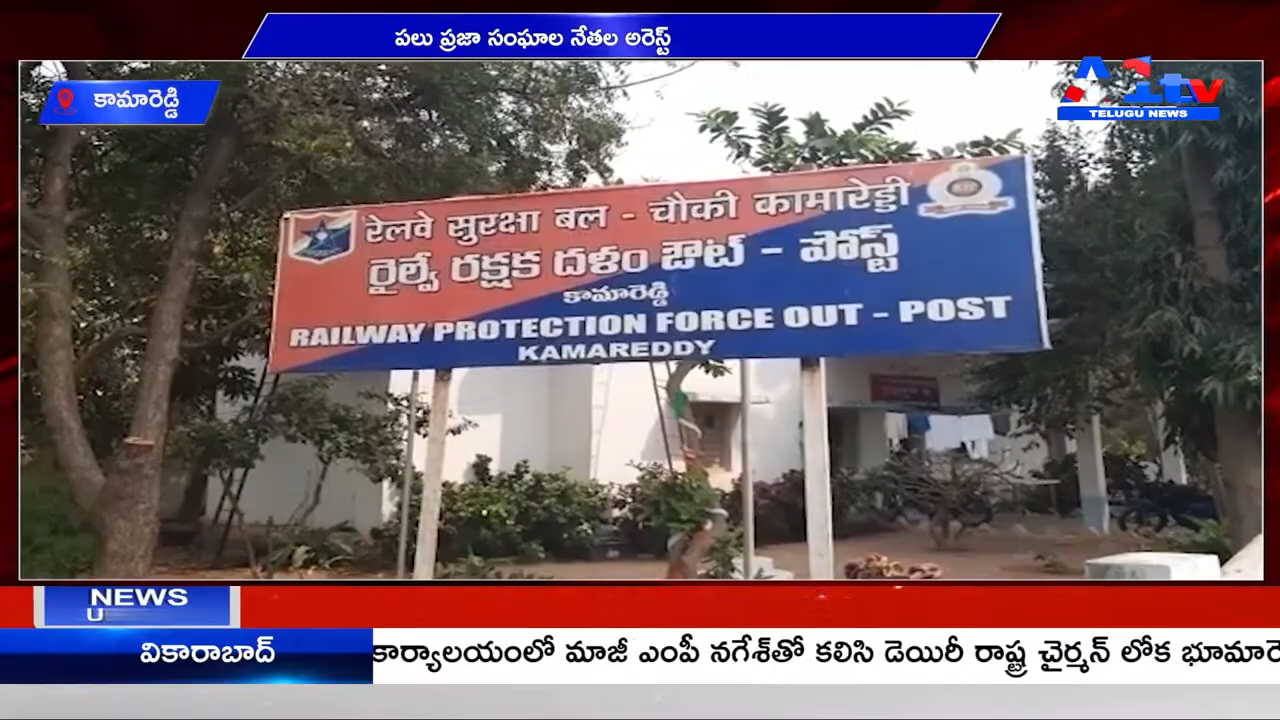 పలు ప్రజా సంఘాల నేతల అరెస్ట్
కామారెడ్డి
A1TV
TELUGU NEWS
रेलवे सुरक्षा बल - चौकी कामारेड्डी
రైల్వే రక్షక దళం ఔట్ - పోస్ట్
కామారెడ్డి
RAILWAY PROTECTION FORCE OUT - POST
KAMAREDDY
NEWS
U
వికారాబాద్
కార్యాలయంలో మాజీ ఎంపీ నగేశ్‌తో కలిసి డెయిరీ రాష్ట్ర చైర్మన్ లోక భూమారె